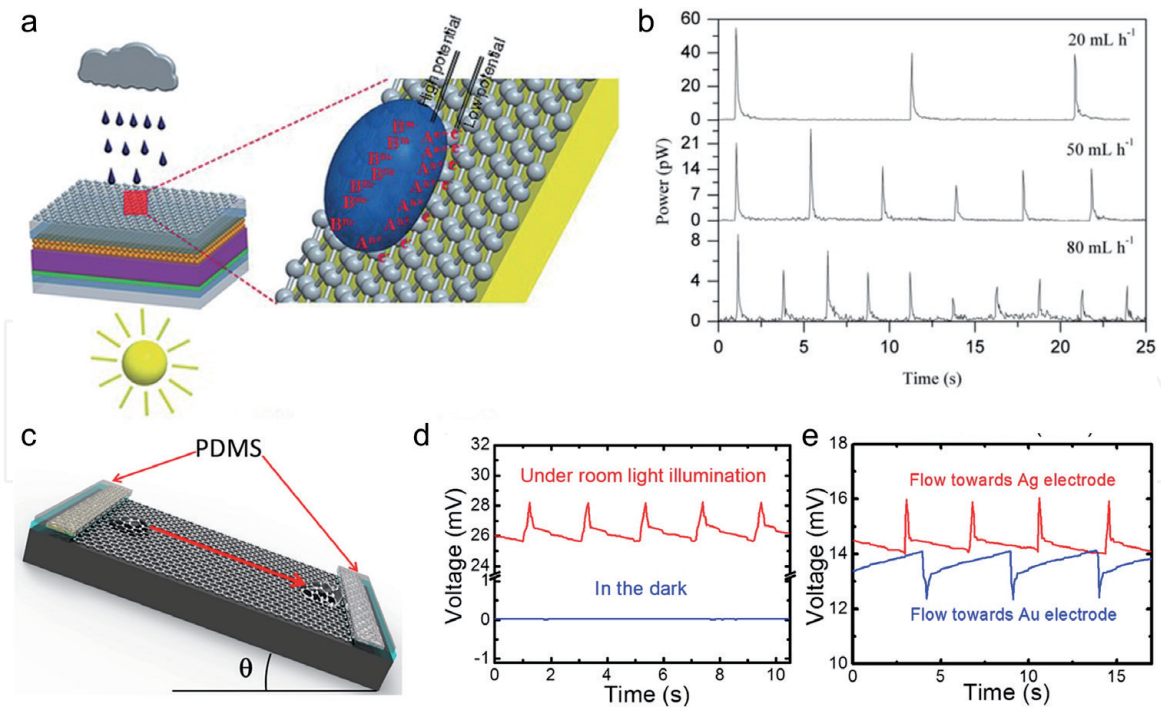 a
High potential
Low potential
Bᵐ⁻
Aⁿ⁺
e⁻
b
Power (pW)
60
40
20
0
20 mL h⁻¹
21
14
7
0
50 mL h⁻¹
8
4
0
80 mL h⁻¹
0 5 10 15 20 25
Time (s)
c
PDMS
θ
d
Voltage (mV)
32
30
28
26
24
1
0
-1
Under room light illumination
In the dark
0 2 4 6 8 10
Time (s)
e
Voltage (mV)
18
16
14
12
10
Flow towards Ag electrode
Flow towards Au electrode
0 5 10 15
Time (s)